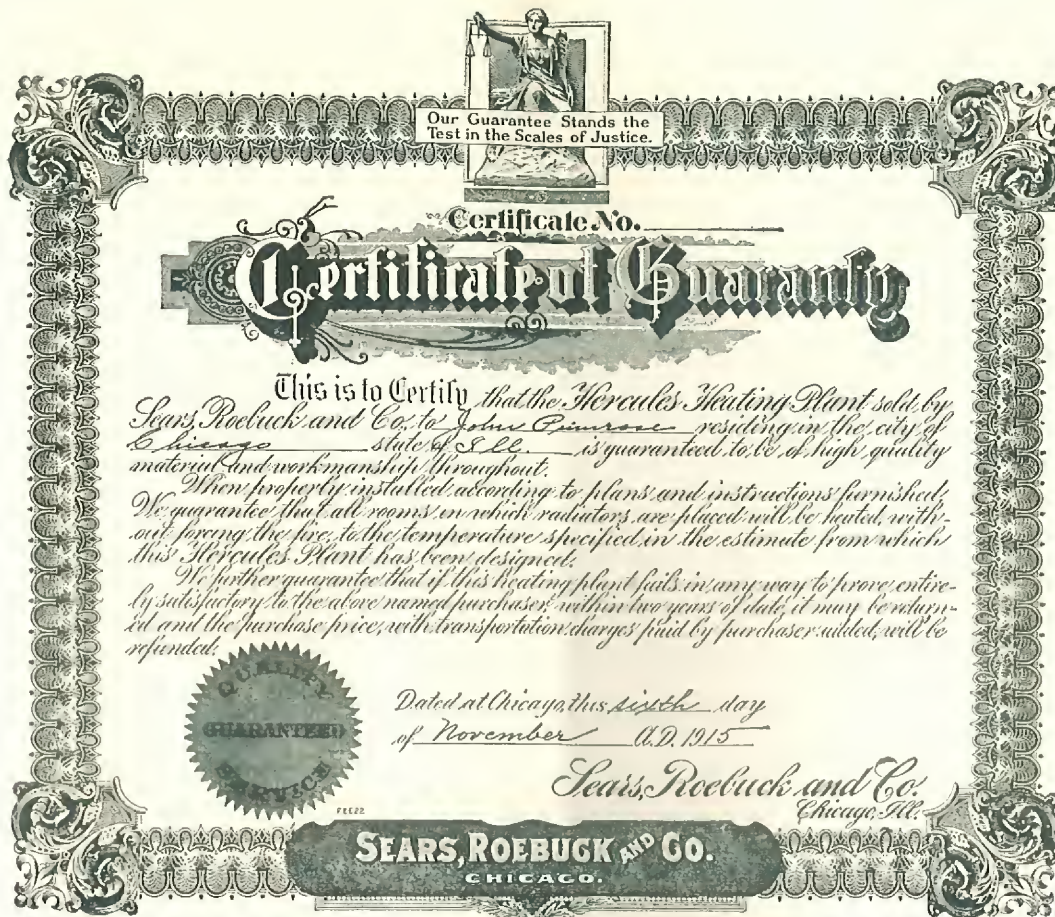 Our Guarantee Stands the
Test in the Scales of Justice.
Certificate No.
Certificate of Guaranty
This is to Certify that the Hercules Heating Plant sold by
Sears, Roebuck and Co. to John Primrose residing in the city of
Chicago state of Ill. is guaranteed to be of high quality
material and workmanship throughout.
When properly installed according to plans and instructions furnished,
We guarantee that all rooms in which radiators are placed will be heated, with-
out forcing the fire, to the temperature specified in the estimate from which
this Hercules Plant has been designed.
We further guarantee that if this heating plant fails in any way to prove entire-
ly satisfactory to the above named purchaser, within two years of date, it may be return-
ed and the purchase price, with transportation charges paid by purchaser added, will be
refunded.
QUALITY
GUARANTEED
SERVICE
Dated at Chicago, this sixth day
of November A.D. 1915
Sears, Roebuck and Co.
Chicago, Ill.
SEARS, ROEBUCK AND CO.
CHICAGO.